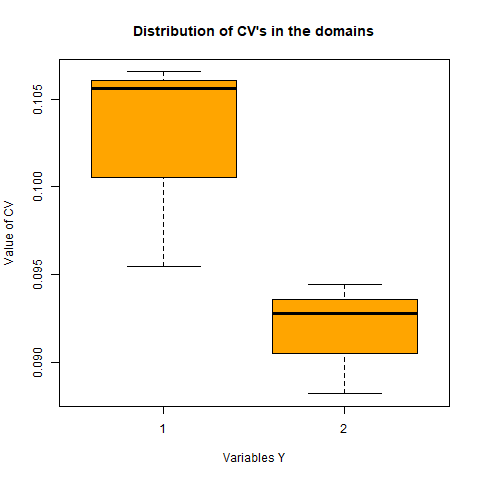 Distribution of CV's in the domains
0.105
0.100
0.095
0.090
Value of CV
1
2
Variables Y